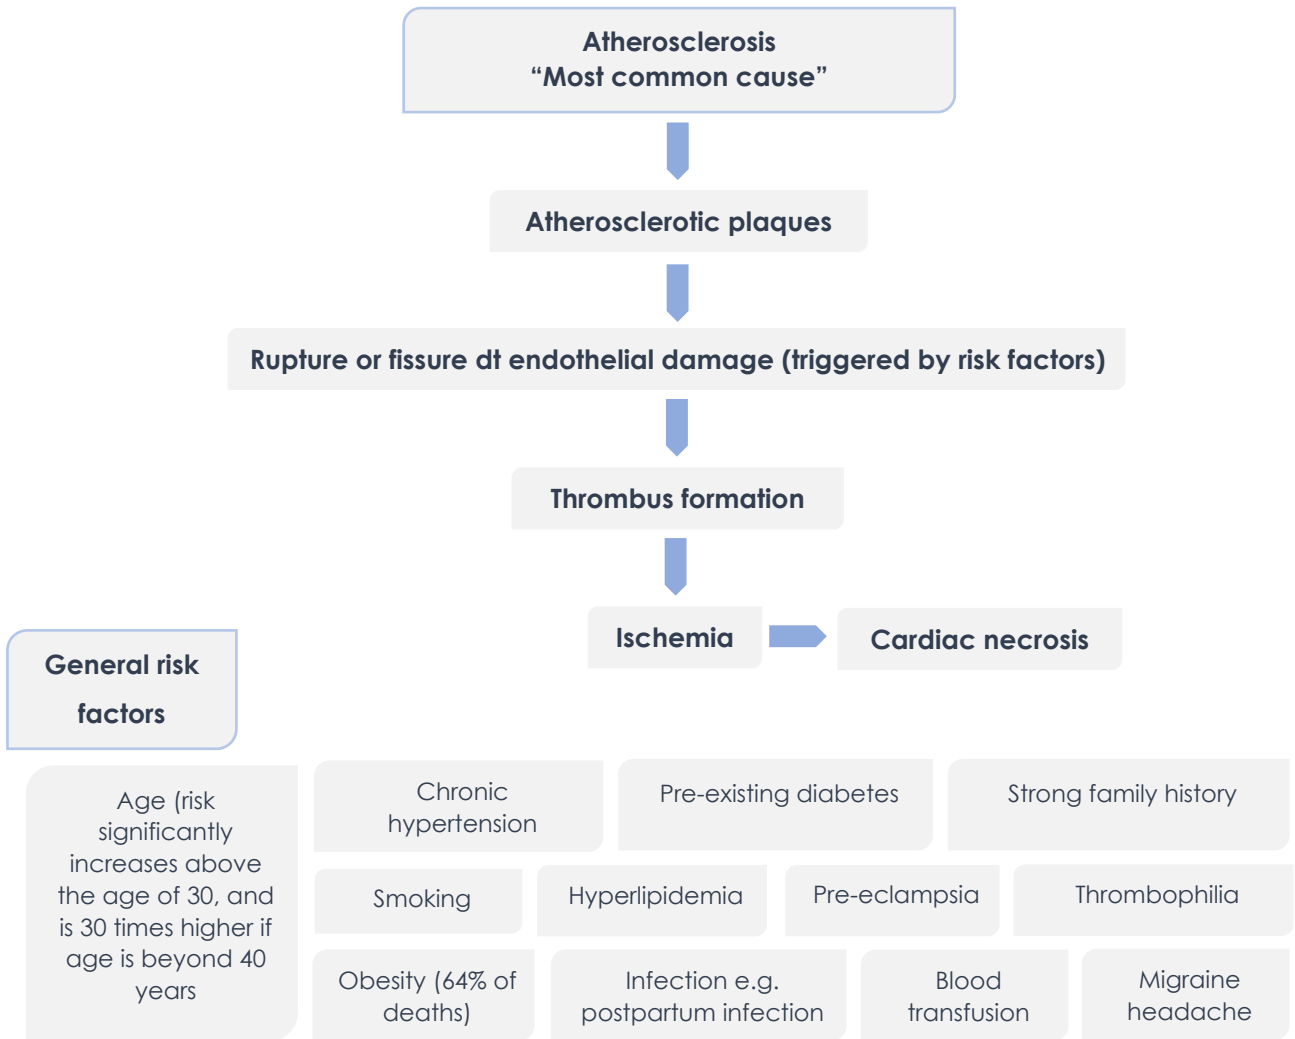 Atherosclerosis
“Most common cause”
Atherosclerotic plaques
Rupture or fissure dt endothelial damage (triggered by risk factors)
Thrombus formation
Ischemia
Cardiac necrosis
General risk
factors
Age (risk
significantly
increases above
the age of 30, and
is 30 times higher if
age is beyond 40
years
Chronic
hypertension
Pre-existing diabetes
Strong family history
Smoking
Hyperlipidemia
Pre-eclampsia
Thrombophilia
Obesity (64% of
deaths)
Infection e.g.
postpartum infection
Blood
transfusion
Migraine
headache